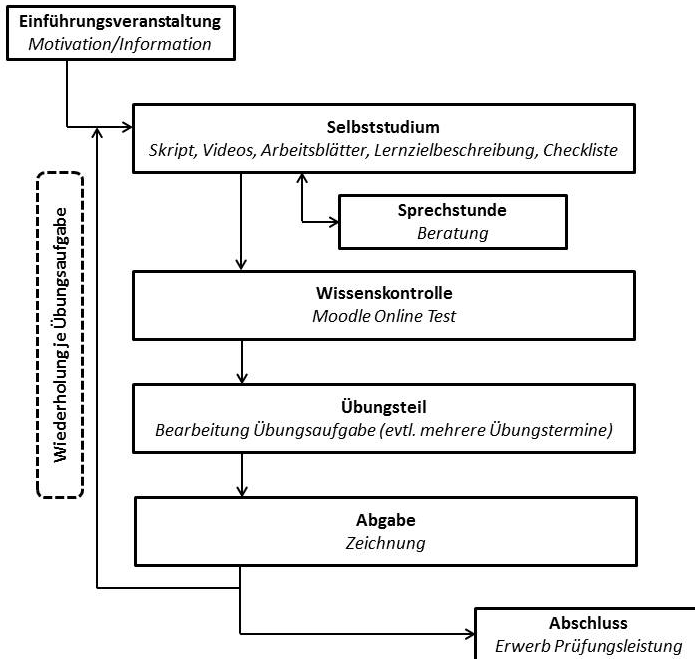 Einführungsveranstaltung
Motivation/Information
Selbststudium
Skript, Videos, Arbeitsblätter, Lernzielbeschreibung, Checkliste
Sprechstunde
Beratung
Wiederholung je Übungsaufgabe
Wissenskontrolle
Moodle Online Test
Übungsteil
Bearbeitung Übungsaufgabe (evtl. mehrere Übungstermine)
Abgabe
Zeichnung
Abschluss
Erwerb Prüfungsleistung